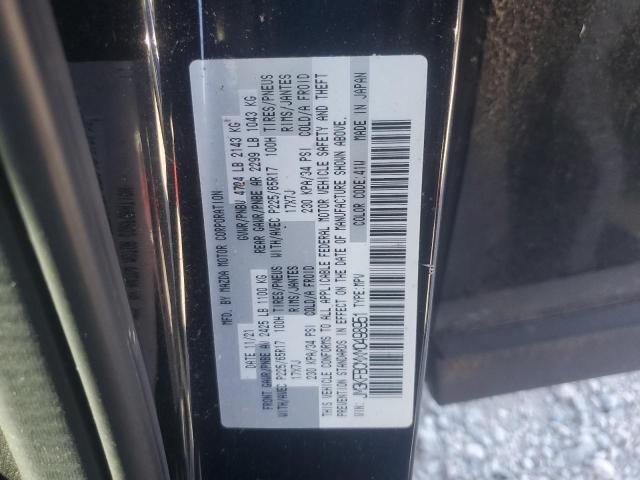 MFD. BY MAZDA MOTOR CORPORATION
DATE 11/21 GVWR/PNBV 4724 LB 2143 KG
FRONT GAWR/PNBE AV 2425 LB 1100 KG REAR GAWR/PNBE AR 2299 LB 1043 KG
WITH/AVEC P225/65R17 100H TIRES/PNEUS WITH/AVEC P225/65R17 100H TIRES/PNEUS
17X7J RIMS/JANTES 17X7J RIMS/JANTES
230 KPA/34 PSI COLD/A FROID 230 KPA/34 PSI COLD/A FROID
THIS VEHICLE CONFORMS TO ALL APPLICABLE FEDERAL MOTOR VEHICLE SAFETY AND THEFT
PREVENTION STANDARDS IN EFFECT ON THE DATE OF MANUFACTURE SHOWN ABOVE.
VIN: TYPE:MPV COLOR CODE:41W MADE IN JAPAN